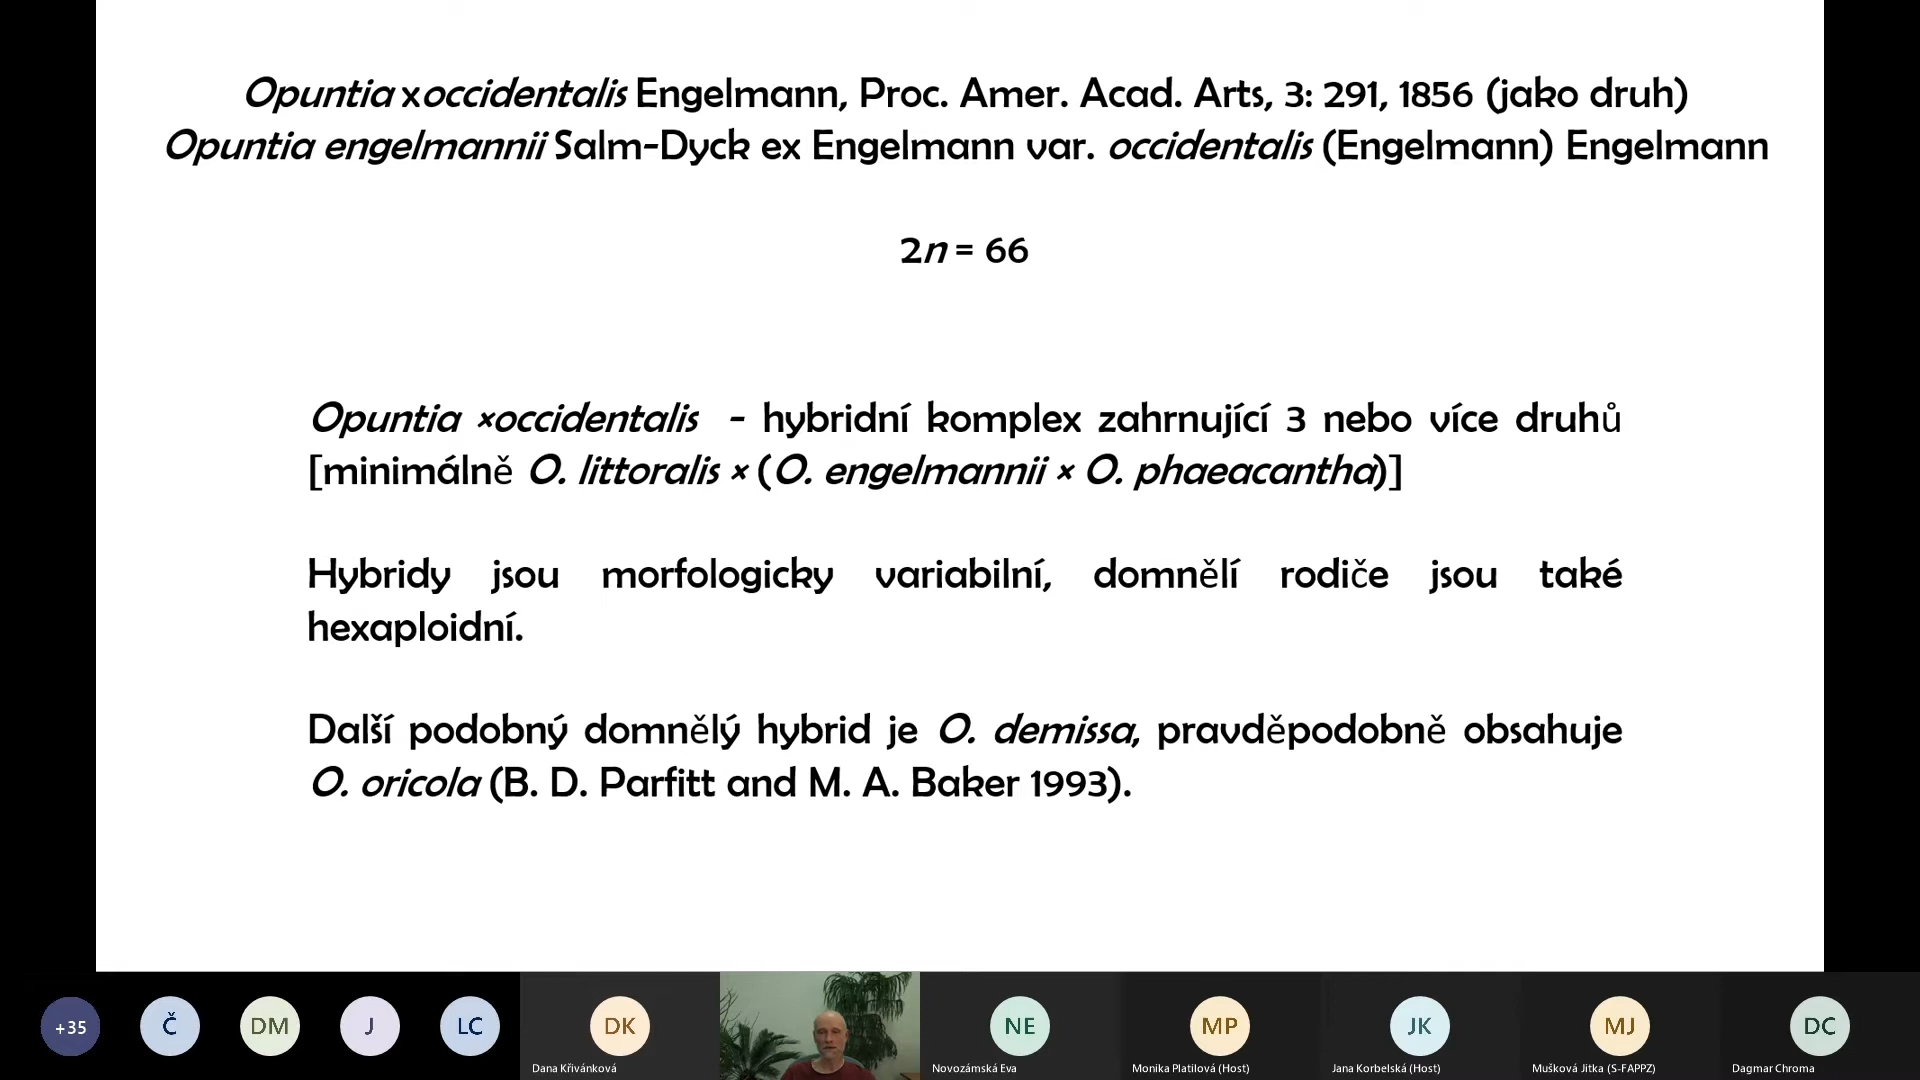 Opuntia xoccidentalis Engelmann, Proc. Amer. Acad. Arts, 3: 291, 1856 (jako druh)
Opuntia engelmannii Salm-Dyck ex Engelmann var. occidentalis (Engelmann) Engelmann
2n = 66
Opuntia ×occidentalis - hybridní komplex zahrnující 3 nebo více druhů
[minimálně O. littoralis × (O. engelmannii × O. phaeacantha)]
Hybridy jsou morfologicky variabilní, domnělí rodiče jsou také
hexaploidní.
Další podobný domnělý hybrid je O. demissa, pravděpodobně obsahuje
O. oricola (B. D. Parfitt and M. A. Baker 1993).
+35 Č DM J LC DK NE MP JK MJ DC
Dana Křivánková Novozámská Eva Monika Platilová (Host) Jana Korbelská (Host) Mušková Jitka (S-FAPPZ) Dagmar Chroma